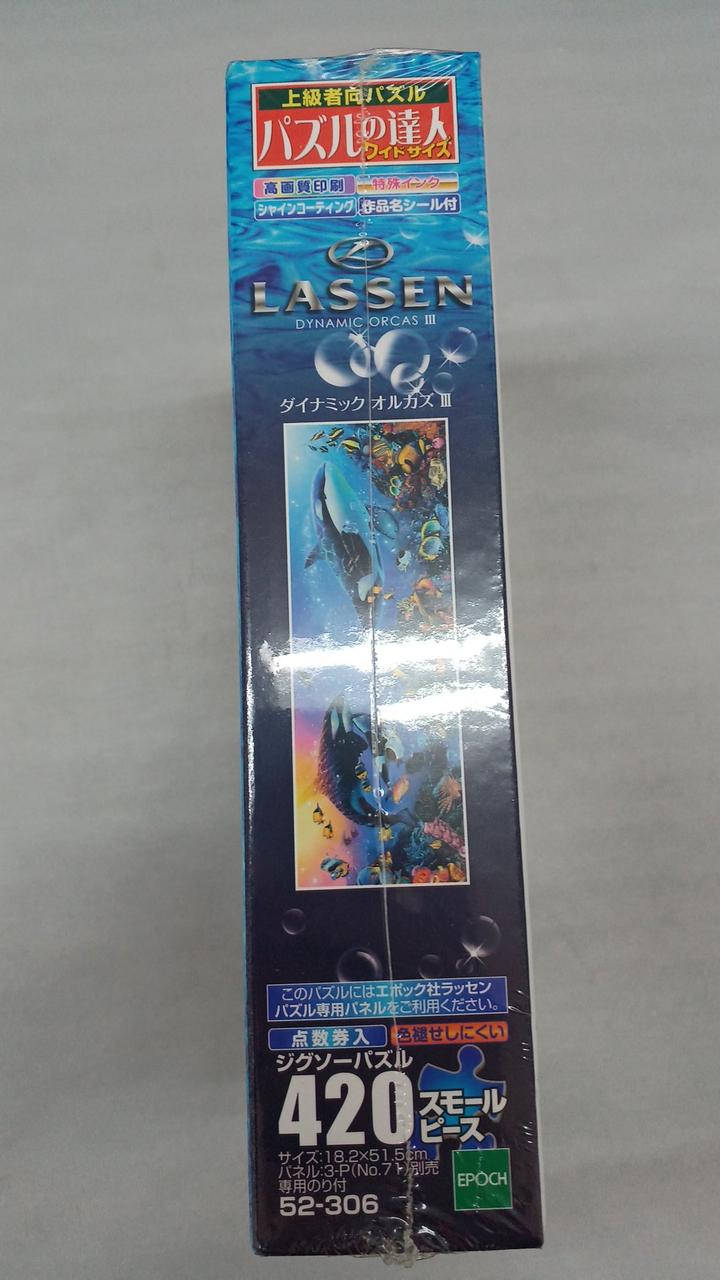 上級者向パズル
パズルの達人
ワイドサイズ
高画質印刷 特殊インク
シャインコーティング 作品名シール付
LASSEN
DYNAMIC ORCAS III
ダイナミック オルカズ III
このパズルにはエポック社ラッセン
パズル専用パネルをご利用ください。
点数券入 色褪せしにくい
ジグソーパズル
420 スモール
ピース
サイズ:18.2×51.5cm
パネル:3-P(No.71)別売
専用のり付
52-306
EPOCH